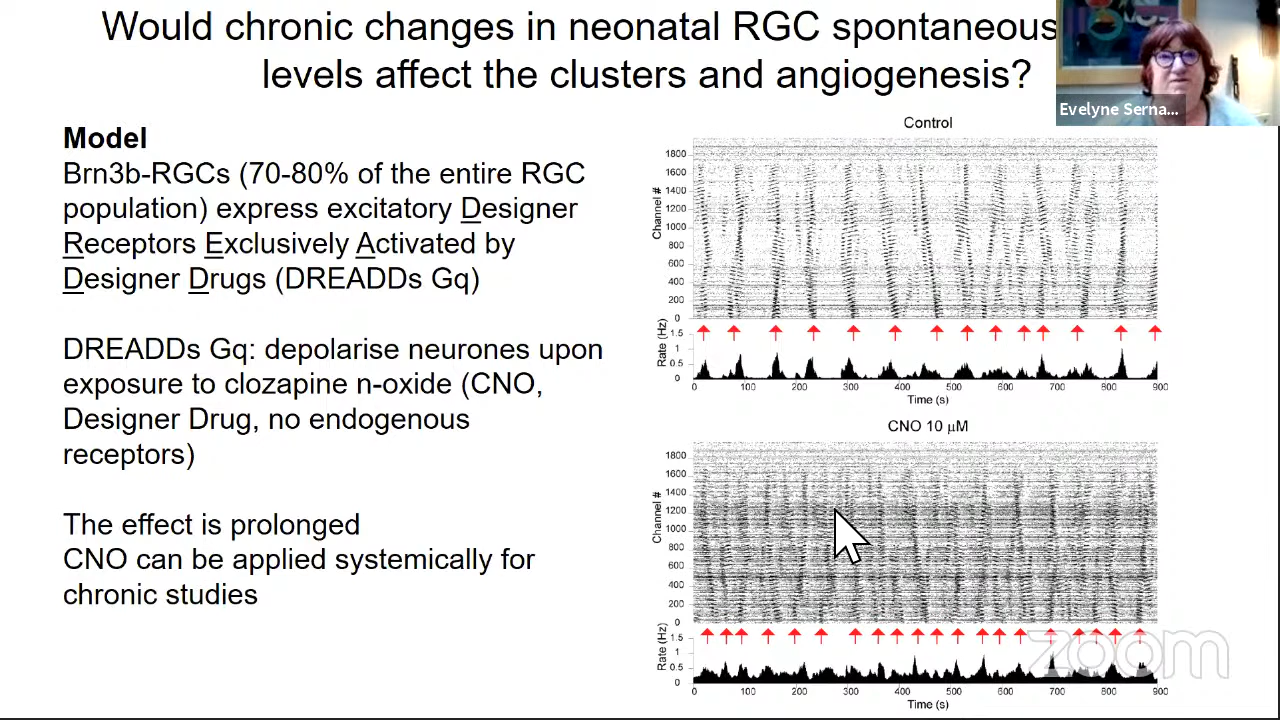 Would chronic changes in neonatal RGC spontaneous
levels affect the clusters and angiogenesis?
Evelyne Serna...
Model
Brn3b-RGCs (70-80% of the entire RGC
population) express excitatory Designer
Receptors Exclusively Activated by
Designer Drugs (DREADDs Gq)
DREADDs Gq: depolarise neurones upon
exposure to clozapine n-oxide (CNO,
Designer Drug, no endogenous
receptors)
The effect is prolonged
CNO can be applied systemically for
chronic studies
Control
Channel #
1800
1600
1400
1200
1000
800
600
400
200
0
Rate (Hz)
1.5
1
0.5
0
0 100 200 300 400 500 600 700 800 900
Time (s)
CNO 10 µM
Channel #
1800
1600
1400
1200
1000
800
600
400
200
0
Rate (Hz)
1.5
1
0.5
0
0 100 200 300 400 500 600 700 800 900
Time (s)
zoom